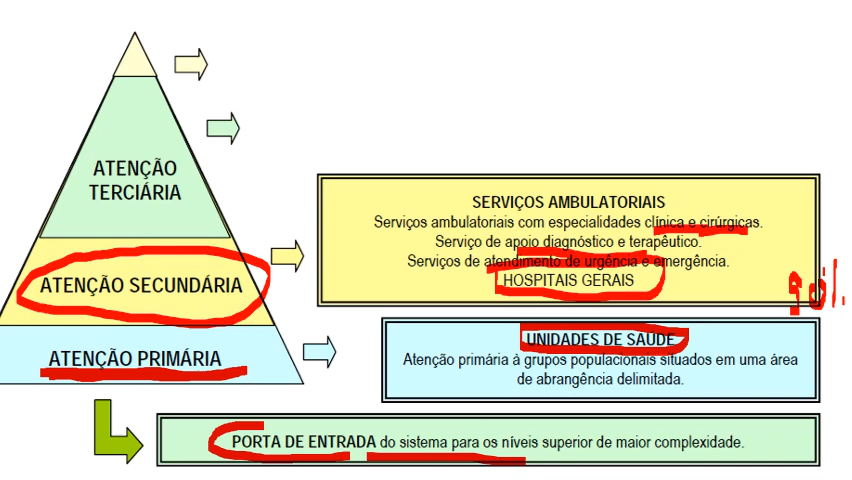 ATENÇÃO
TERCIÁRIA
SERVIÇOS AMBULATORIAIS
Serviços ambulatoriais com especialidades clínica e cirúrgicas.
Serviço de apoio diagnóstico e terapêutico.
Serviços de atendimento de urgência e emergência.
HOSPITAIS GERAIS
ATENÇÃO SECUNDÁRIA
UNIDADES DE SAÚDE
Atenção primária à grupos populacionais situados em uma área
de abrangência delimitada.
ATENÇÃO PRIMÁRIA
PORTA DE ENTRADA do sistema para os níveis superior de maior complexidade.